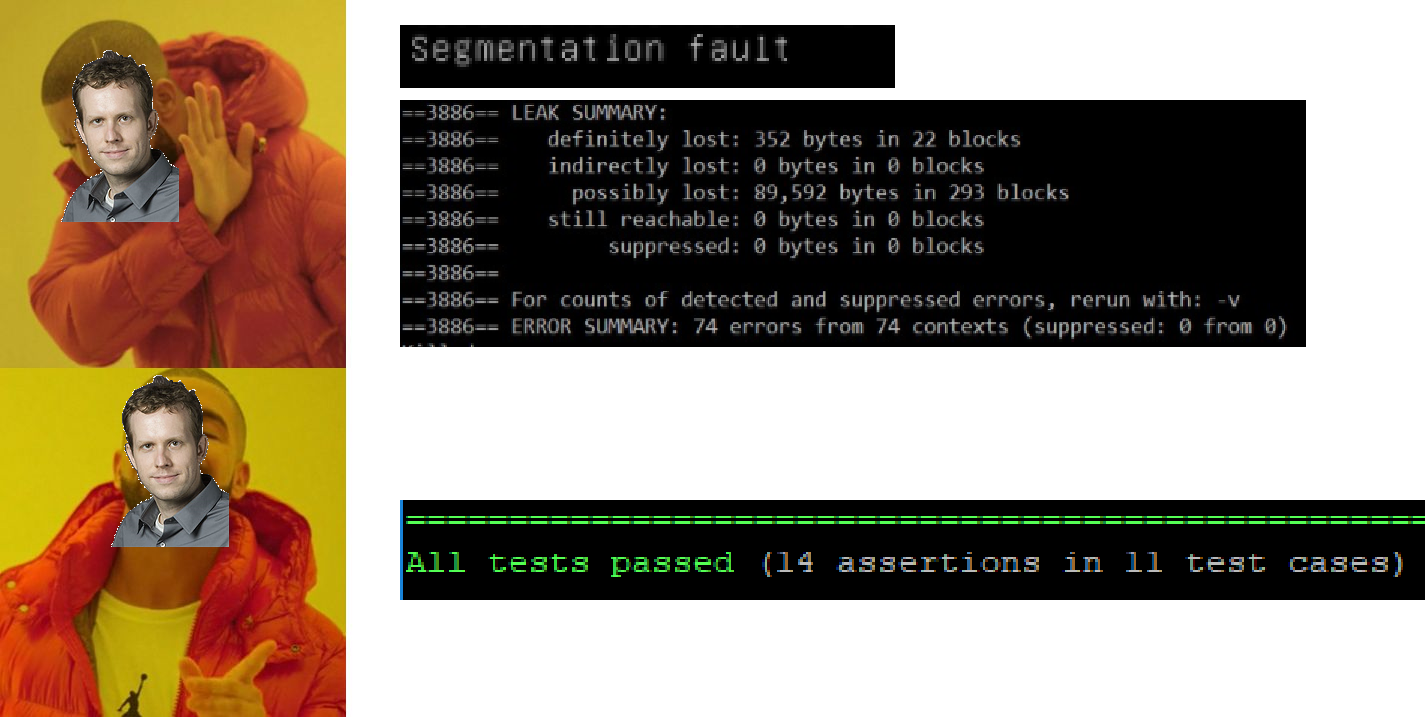 Segmentation fault
==3886== LEAK SUMMARY:
==3886==    definitely lost: 352 bytes in 22 blocks
==3886==    indirectly lost: 0 bytes in 0 blocks
==3886==      possibly lost: 89,592 bytes in 293 blocks
==3886==    still reachable: 0 bytes in 0 blocks
==3886==         suppressed: 0 bytes in 0 blocks
==3886==
==3886== For counts of detected and suppressed errors, rerun with: -v
==3886== ERROR SUMMARY: 74 errors from 74 contexts (suppressed: 0 from 0)
===============================================================
All tests passed (14 assertions in 11 test cases)